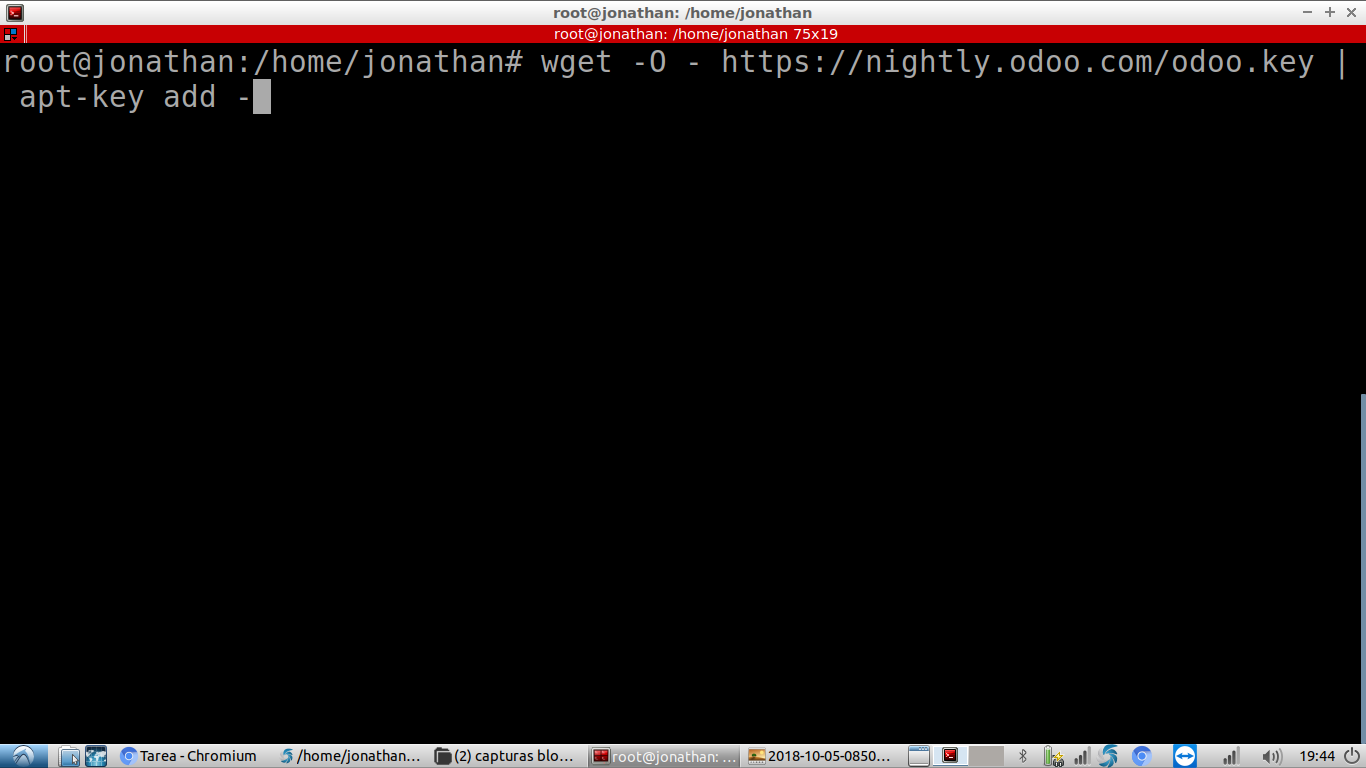 root@jonathan: /home/jonathan
root@jonathan: /home/jonathan 75x19
root@jonathan:/home/jonathan# wget -O - https://nightly.odoo.com/odoo.key |
 apt-key add -
Tarea - Chromium
/home/jonathan...
(2) capturas blo...
root@jonathan: ...
2018-10-05-0850...
19:44